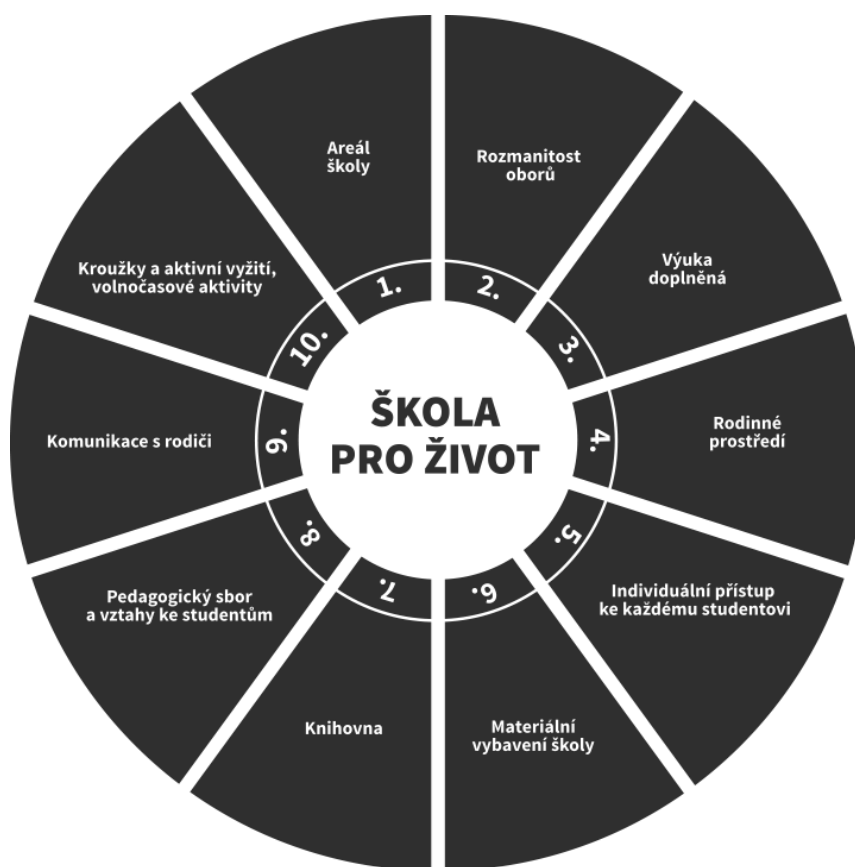 ŠKOLA
PRO ŽIVOT
1.
Areál
školy
2.
Rozmanitost
oborů
3.
Výuka
doplněná
4.
Rodinné
prostředí
5.
Individuální přístup
ke každému studentovi
6.
Materiální
vybavení školy
7.
Knihovna
8.
Pedagogický sbor
a vztahy ke studentům
9.
Komunikace s rodiči
10.
Kroužky a aktivní vyžití,
volnočasové aktivity